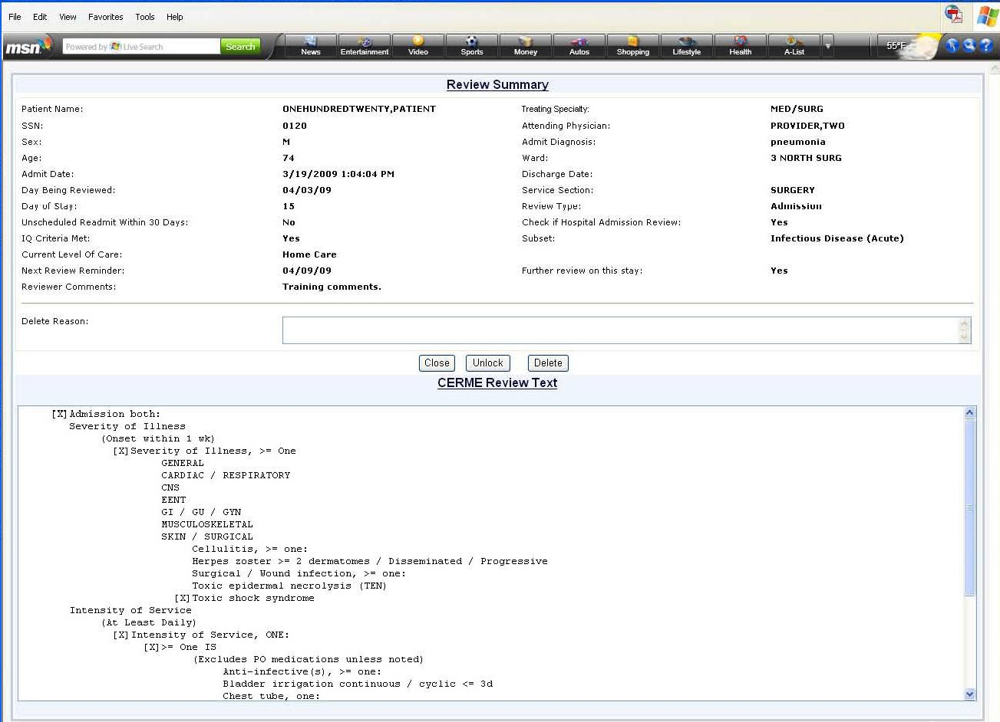 File Edit View Favorites Tools Help
msn Powered by Live Search Search News Entertainment Video Sports Money Autos Shopping Lifestyle Health A-List 55°F
Review Summary
Patient Name: ONEHUNDREDTWENTY,PATIENT Treating Specialty: MED/SURG
SSN: 0120 Attending Physician: PROVIDER,TWO
Sex: M Admit Diagnosis: pneumonia
Age: 74 Ward: 3 NORTH SURG
Admit Date: 3/19/2009 1:04:04 PM Discharge Date:
Day Being Reviewed: 04/03/09 Service Section: SURGERY
Day of Stay: 15 Review Type: Admission
Unscheduled Readmit Within 30 Days: No Check if Hospital Admission Review: Yes
IQ Criteria Met: Yes Subset: Infectious Disease (Acute)
Current Level Of Care: Home Care
Next Review Reminder: 04/09/09 Further review on this stay: Yes
Reviewer Comments: Training comments.
Delete Reason:
Close Unlock Delete
CERME Review Text
[X] Admission both:
Severity of Illness
(Onset within 1 wk)
[X] Severity of Illness, >= One
GENERAL
CARDIAC / RESPIRATORY
CNS
EENT
GI / GU / GYN
MUSCULOSKELETAL
SKIN / SURGICAL
Cellulitis, >= one:
Herpes zoster >= 2 dermatomes / Disseminated / Progressive
Surgical / Wound infection, >= one:
Toxic epidermal necrolysis (TEN)
[X] Toxic shock syndrome
Intensity of Service
(At Least Daily)
[X] Intensity of Service, ONE:
[X] >= One IS
(Excludes PO medications unless noted)
Anti-infective(s), >= one:
Bladder irrigation continuous / cyclic <= 3d
Chest tube, one: